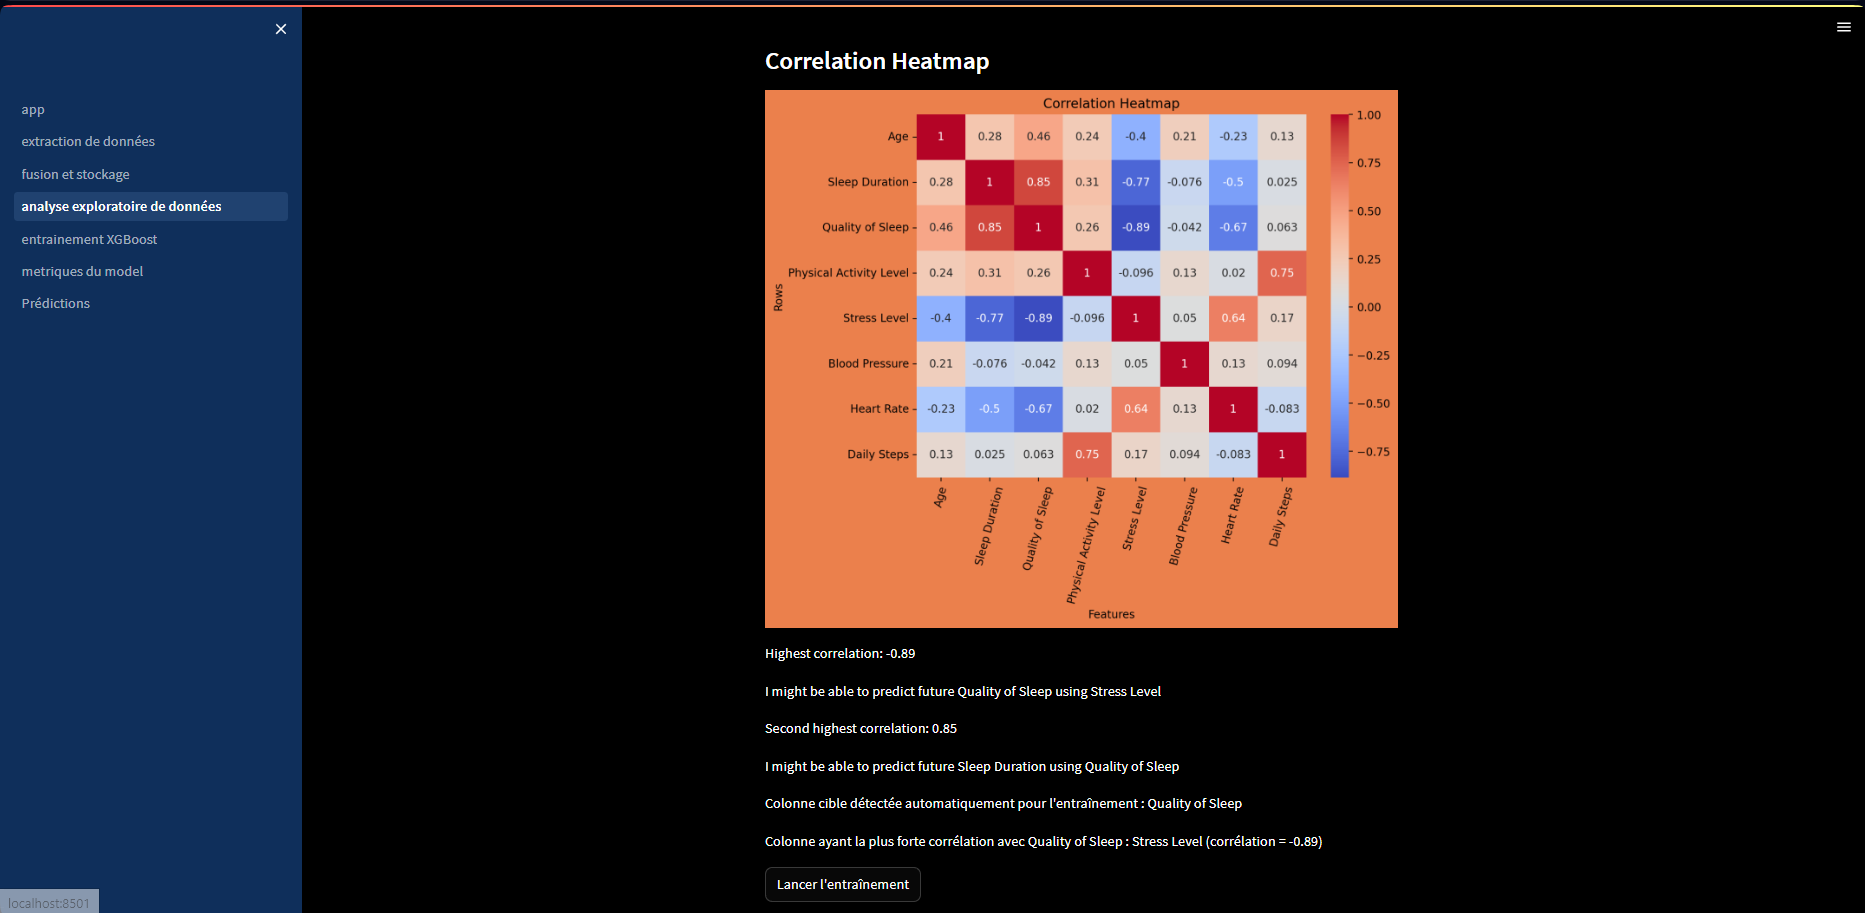 app
extraction de données
fusion et stockage
analyse exploratoire de données
entrainement XGBoost
metriques du model
Prédictions
Correlation Heatmap
Correlation Heatmap
Rows
Age 1 0.28 0.46 0.24 -0.4 0.21 -0.23 0.13
Sleep Duration 0.28 1 0.85 0.31 -0.77 -0.076 -0.5 0.025
Quality of Sleep 0.46 0.85 1 0.26 -0.89 -0.042 -0.67 0.063
Physical Activity Level 0.24 0.31 0.26 1 -0.096 0.13 0.02 0.75
Stress Level -0.4 -0.77 -0.89 -0.096 1 0.05 0.64 0.17
Blood Pressure 0.21 -0.076 -0.042 0.13 0.05 1 0.13 0.094
Heart Rate -0.23 -0.5 -0.67 0.02 0.64 0.13 1 -0.083
Daily Steps 0.13 0.025 0.063 0.75 0.17 0.094 -0.083 1
Age
Sleep Duration
Quality of Sleep
Physical Activity Level
Stress Level
Blood Pressure
Heart Rate
Daily Steps
Features
1.00
0.75
0.50
0.25
0.00
−0.25
−0.50
−0.75
Highest correlation: -0.89
I might be able to predict future Quality of Sleep using Stress Level
Second highest correlation: 0.85
I might be able to predict future Sleep Duration using Quality of Sleep
Colonne cible détectée automatiquement pour l'entraînement : Quality of Sleep
Colonne ayant la plus forte corrélation avec Quality of Sleep : Stress Level (corrélation = -0.89)
Lancer l'entraînement
localhost:8501